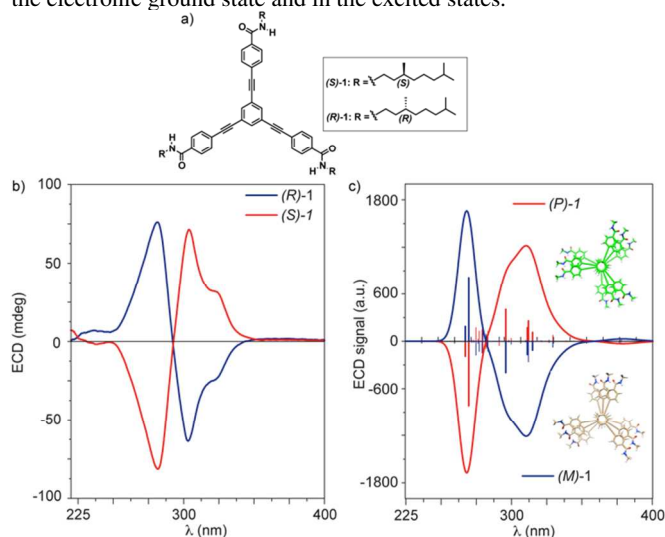 the electronic ground state and in the excited states.
a)
R
N-H
O
(S)-1: R =
(S)
(R)-1: R =
(R)
H
N
R
O
O
N-H
R
b)
c)
100
50
0
-50
-100
ECD (mdeg)
(R)-1
(S)-1
225
300
400
λ (nm)
1800
600
0
-600
-1800
ECD signal (a.u.)
(P)-1
(M)-1
225
300
400
λ (nm)